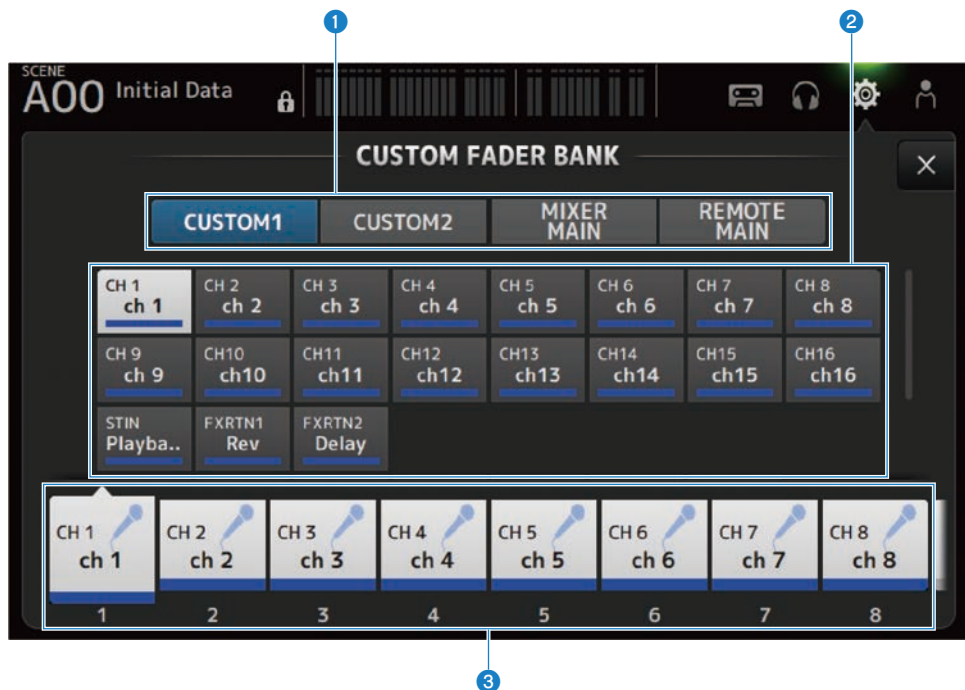 1 2
SCENE
A00 Initial Data
CUSTOM FADER BANK
CUSTOM1 CUSTOM2 MIXER MAIN REMOTE MAIN
CH 1 CH 2 CH 3 CH 4 CH 5 CH 6 CH 7 CH 8
ch 1 ch 2 ch 3 ch 4 ch 5 ch 6 ch 7 ch 8
CH 9 CH10 CH11 CH12 CH13 CH14 CH15 CH16
ch 9 ch10 ch11 ch12 ch13 ch14 ch15 ch16
STIN FXRTN1 FXRTN2
Playba.. Rev Delay
CH 1 CH 2 CH 3 CH 4 CH 5 CH 6 CH 7 CH 8
ch 1 ch 2 ch 3 ch 4 ch 5 ch 6 ch 7 ch 8
1 2 3 4 5 6 7 8
3